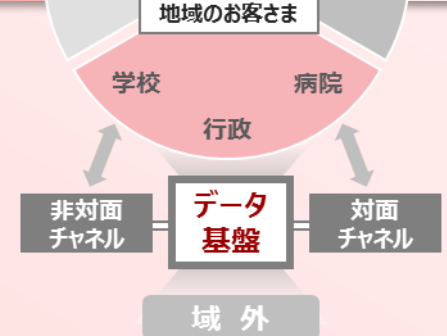 地域のお客さま
学校
病院
行政
非対面
チャネル
データ
基盤
対面
チャネル
域外